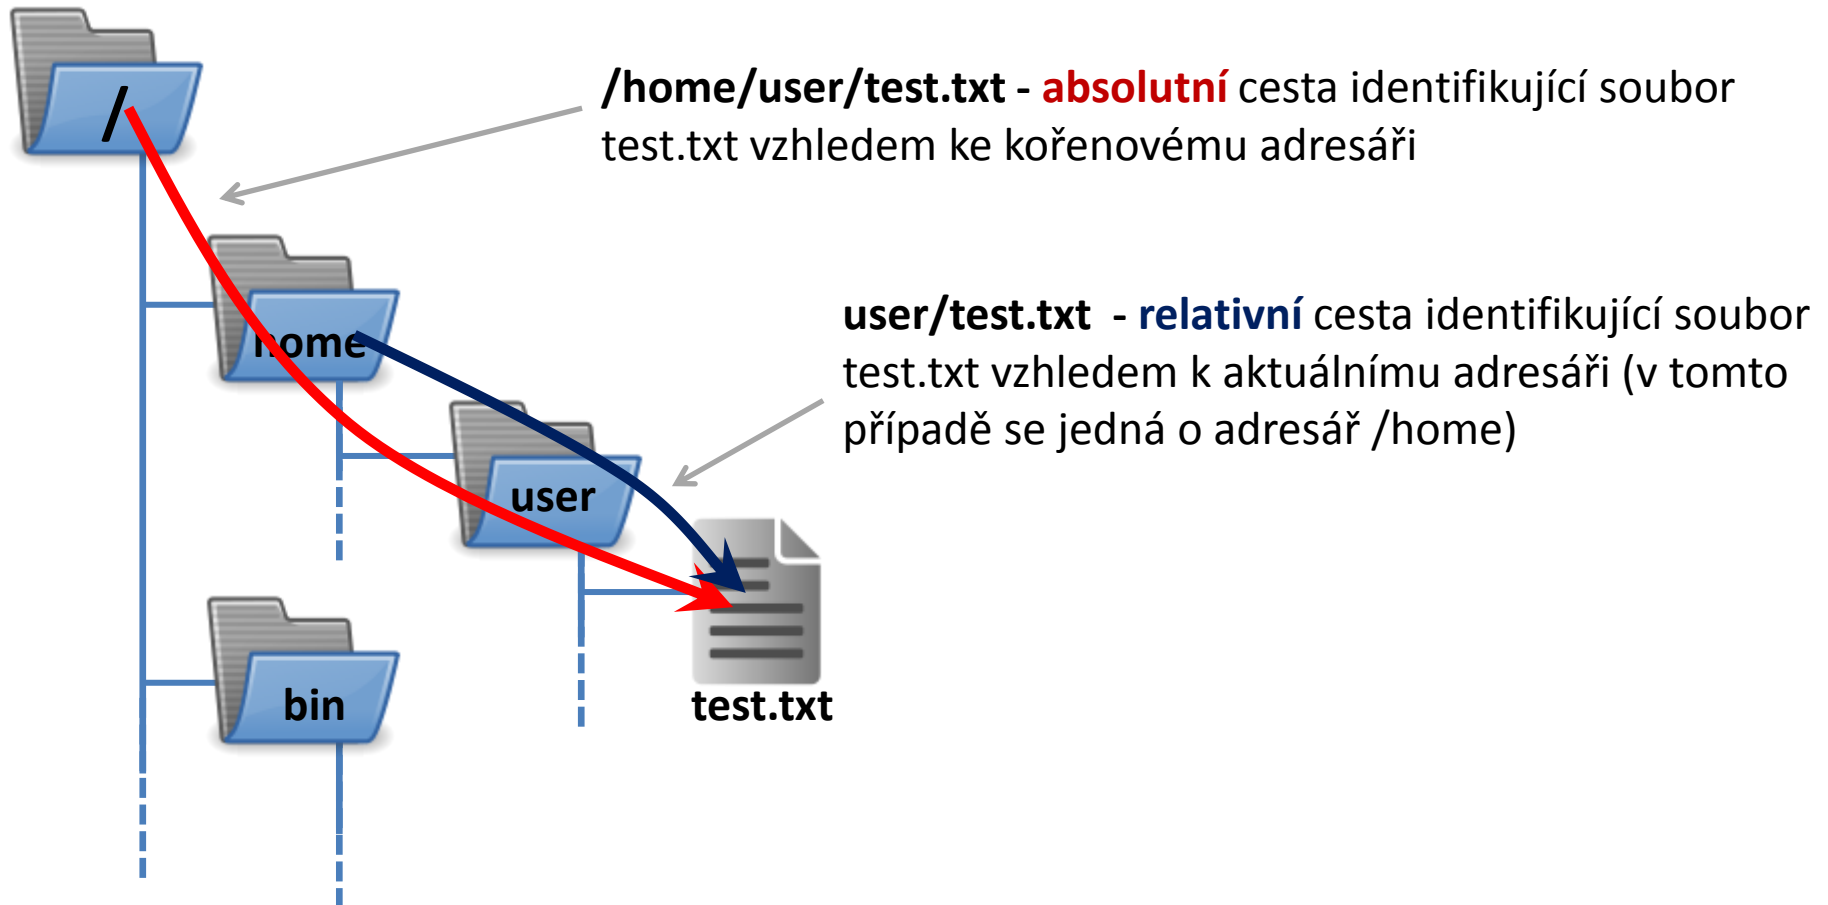 /
/home/user/test.txt - absolutní cesta identifikující soubor
test.txt vzhledem ke kořenovému adresáři
home
user/test.txt - relativní cesta identifikující soubor
test.txt vzhledem k aktuálnímu adresáři (v tomto
případě se jedná o adresář /home)
user
bin
test.txt